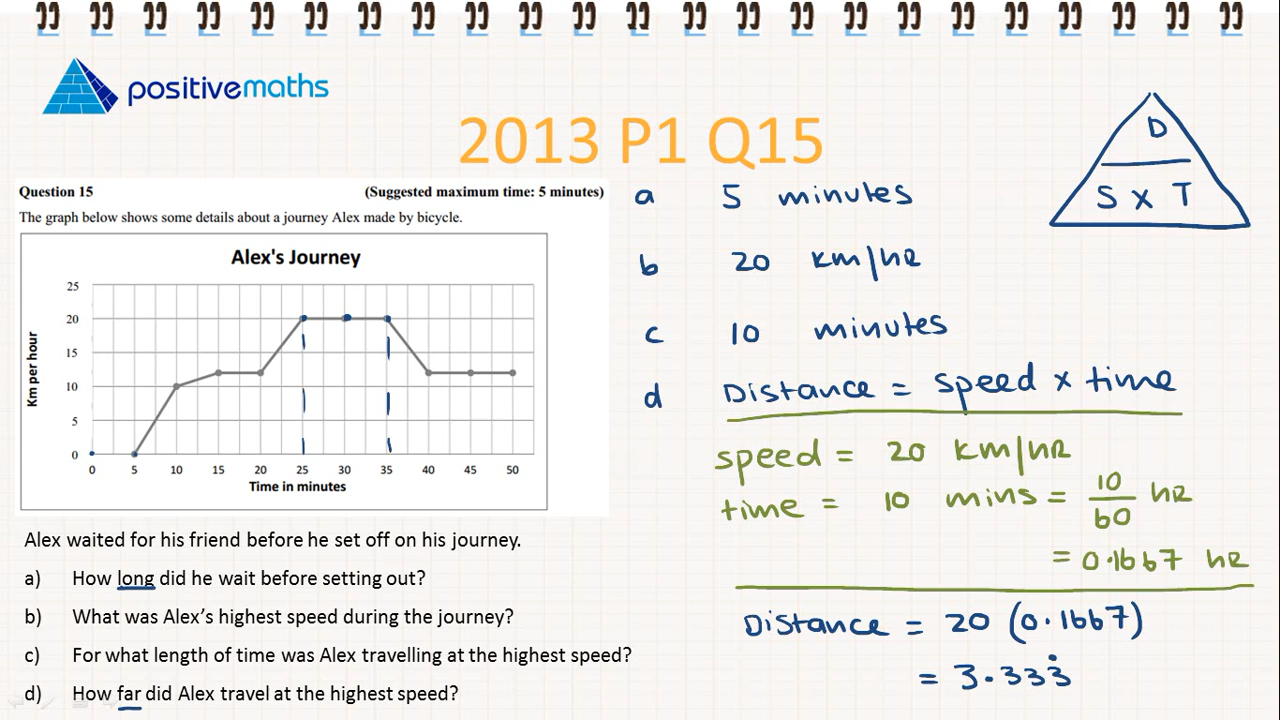 positivemaths
2013 P1 Q15
Question 15 (Suggested maximum time: 5 minutes)
The graph below shows some details about a journey Alex made by bicycle.
Alex's Journey
Km per hour
25
20
15
10
5
0
0 5 10 15 20 25 30 35 40 45 50
Time in minutes
Alex waited for his friend before he set off on his journey.
a) How long did he wait before setting out?
b) What was Alex’s highest speed during the journey?
c) For what length of time was Alex travelling at the highest speed?
d) How far did Alex travel at the highest speed?
D
S X T
a 5 minutes
b 20 km/hR
c 10 minutes
d Distance = speed x time
speed = 20 km/hR
time = 10 mins = 10/60 hR
= 0.1667 hR
Distance = 20 (0.1667)
= 3.333̇